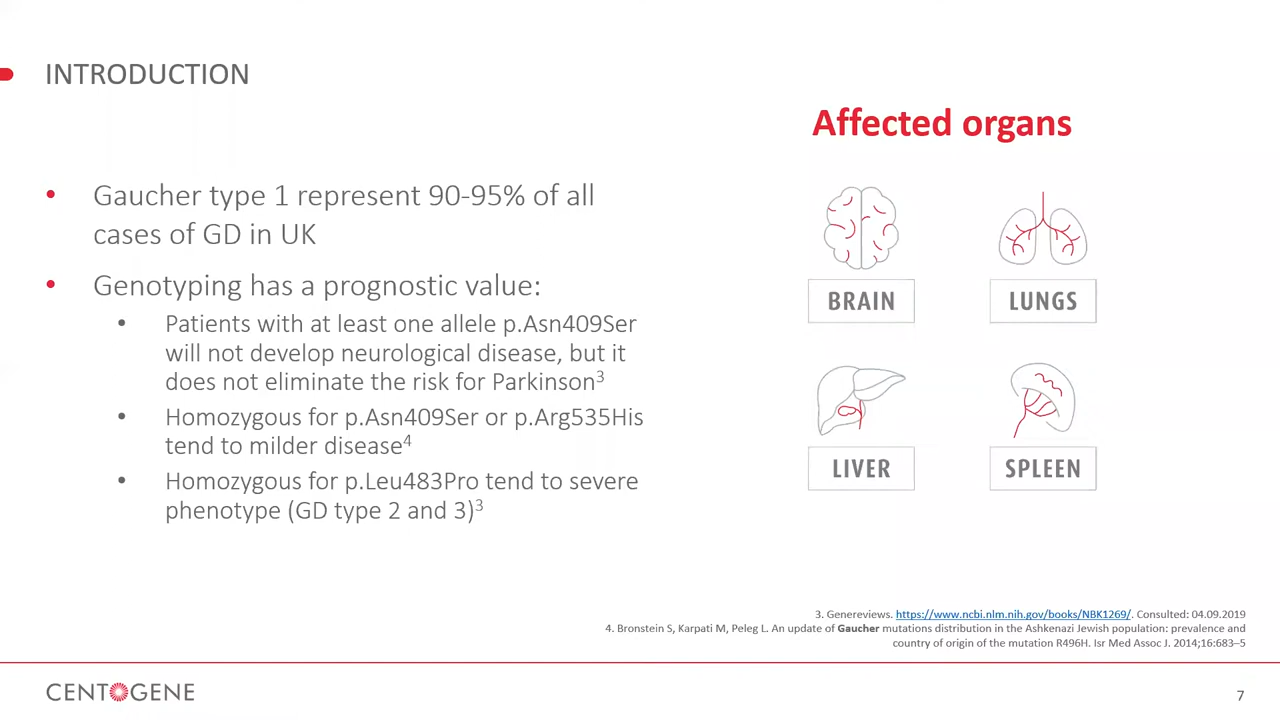 INTRODUCTION
Affected organs
• Gaucher type 1 represent 90-95% of all
cases of GD in UK
• Genotyping has a prognostic value:
• Patients with at least one allele p.Asn409Ser
will not develop neurological disease, but it
does not eliminate the risk for Parkinson³
• Homozygous for p.Asn409Ser or p.Arg535His
tend to milder disease⁴
• Homozygous for p.Leu483Pro tend to severe
phenotype (GD type 2 and 3)³
BRAIN
LUNGS
LIVER
SPLEEN
3. Genereviews. https://www.ncbi.nlm.nih.gov/books/NBK1269/. Consulted: 04.09.2019
4. Bronstein S, Karpati M, Peleg L. An update of Gaucher mutations distribution in the Ashkenazi Jewish population: prevalence and
country of origin of the mutation R496H. Isr Med Assoc J. 2014;16:683–5
CENTOGENE
7